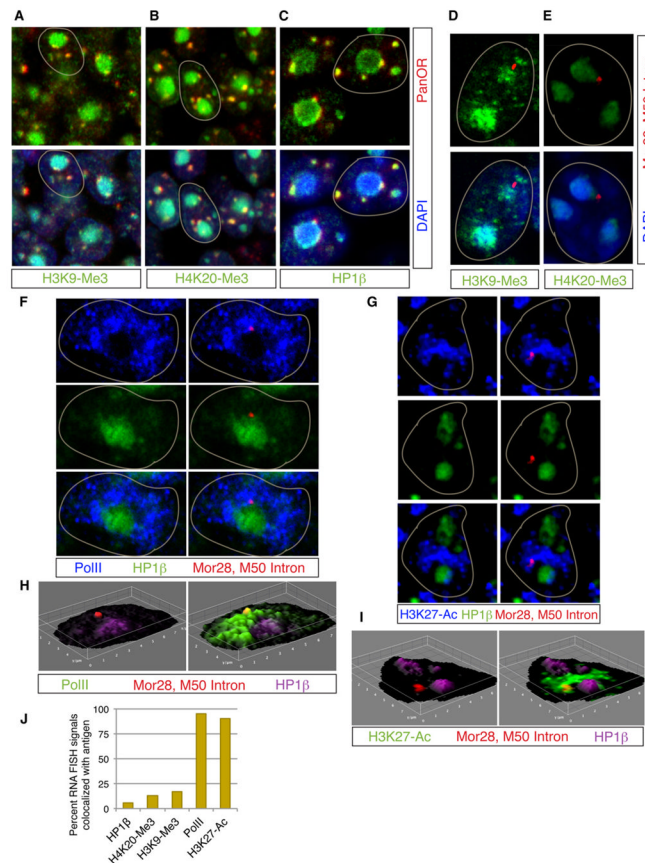 A
B
C
D
E
PanOR
DAPI
H3K9-Me3
H4K20-Me3
HP1β
H3K9-Me3
H4K20-Me3
F
G
PolII HP1β Mor28, M50 Intron
H3K27-Ac HP1β Mor28, M50 Intron
H
PolII Mor28, M50 Intron HP1β
I
H3K27-Ac Mor28, M50 Intron HP1β
J
Percent RNA FISH signals
colocalized with antigen
100
75
50
25
0
HP1β
H4K20-Me3
H3K9-Me3
PolII
H3K27-Ac